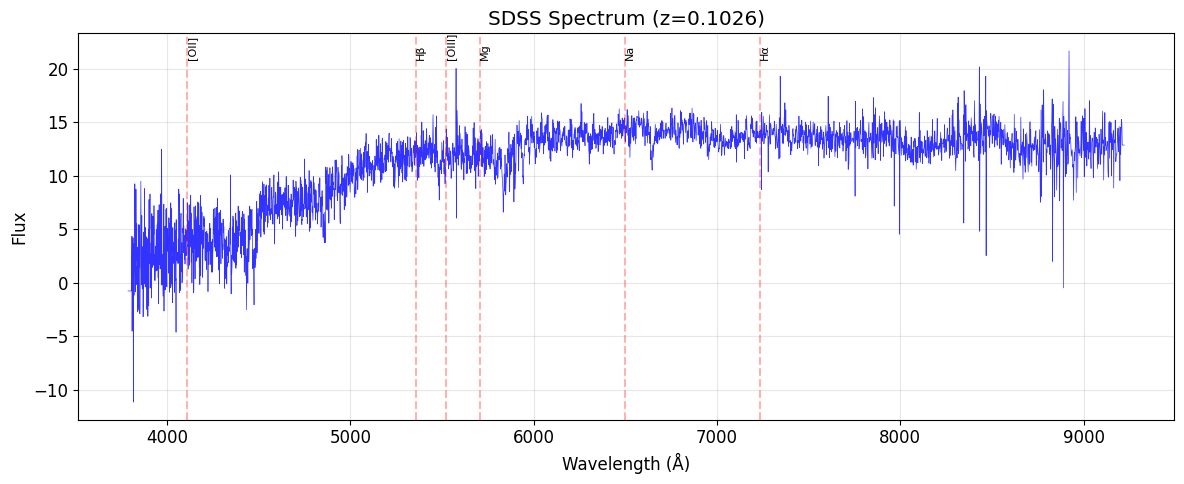 SDSS Spectrum (z=0.1026)
[OII]
Hβ
[OIII]
Mg
Na
Hα
Flux
20
15
10
5
0
−5
−10
4000
5000
6000
7000
8000
9000
Wavelength (Å)